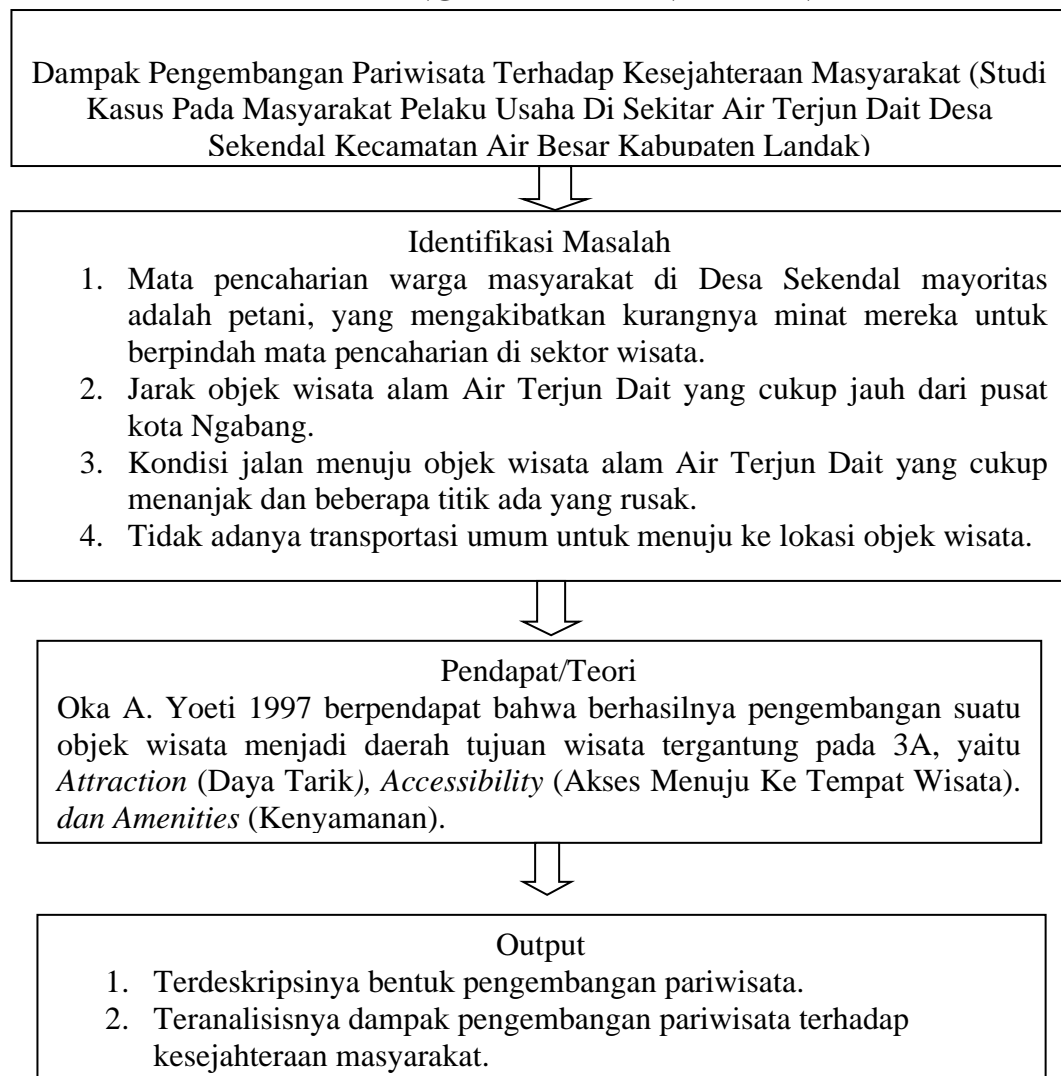 Dampak Pengembangan Pariwisata Terhadap Kesejahteraan Masyarakat (Studi
Kasus Pada Masyarakat Pelaku Usaha Di Sekitar Air Terjun Dait Desa
Sekendal Kecamatan Air Besar Kabupaten Landak)
Identifikasi Masalah
1. Mata pencaharian warga masyarakat di Desa Sekendal mayoritas
adalah petani, yang mengakibatkan kurangnya minat mereka untuk
berpindah mata pencaharian di sektor wisata.
2. Jarak objek wisata alam Air Terjun Dait yang cukup jauh dari pusat
kota Ngabang.
3. Kondisi jalan menuju objek wisata alam Air Terjun Dait yang cukup
menanjak dan beberapa titik ada yang rusak.
4. Tidak adanya transportasi umum untuk menuju ke lokasi objek wisata.
Pendapat/Teori
Oka A. Yoeti 1997 berpendapat bahwa berhasilnya pengembangan suatu
objek wisata menjadi daerah tujuan wisata tergantung pada 3A, yaitu
Attraction (Daya Tarik), Accessibility (Akses Menuju Ke Tempat Wisata).
dan Amenities (Kenyamanan).
Output
1. Terdeskripsinya bentuk pengembangan pariwisata.
2. Teranalisisnya dampak pengembangan pariwisata terhadap
kesejahteraan masyarakat.